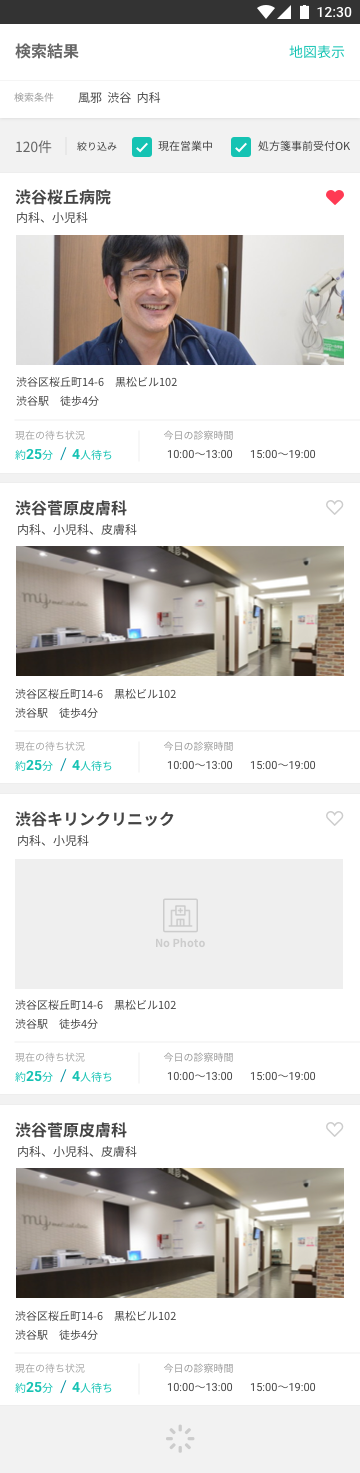 12:30
検索結果 地図表示
検索条件 風邪 渋谷 内科
120件 絞り込み 現在営業中 処方箋事前受付OK
渋谷桜丘病院
内科、小児科
渋谷区桜丘町14-6 黒松ビル102
渋谷駅 徒歩4分
現在の待ち状況 今日の診察時間
約25分 / 4人待ち 10:00〜13:00 15:00〜19:00
渋谷菅原皮膚科
内科、小児科、皮膚科
渋谷区桜丘町14-6 黒松ビル102
渋谷駅 徒歩4分
現在の待ち状況 今日の診察時間
約25分 / 4人待ち 10:00〜13:00 15:00〜19:00
渋谷キリンクリニック
内科、小児科
No Photo
渋谷区桜丘町14-6 黒松ビル102
渋谷駅 徒歩4分
現在の待ち状況 今日の診察時間
約25分 / 4人待ち 10:00〜13:00 15:00〜19:00
渋谷菅原皮膚科
内科、小児科、皮膚科
渋谷区桜丘町14-6 黒松ビル102
渋谷駅 徒歩4分
現在の待ち状況 今日の診察時間
約25分 / 4人待ち 10:00〜13:00 15:00〜19:00